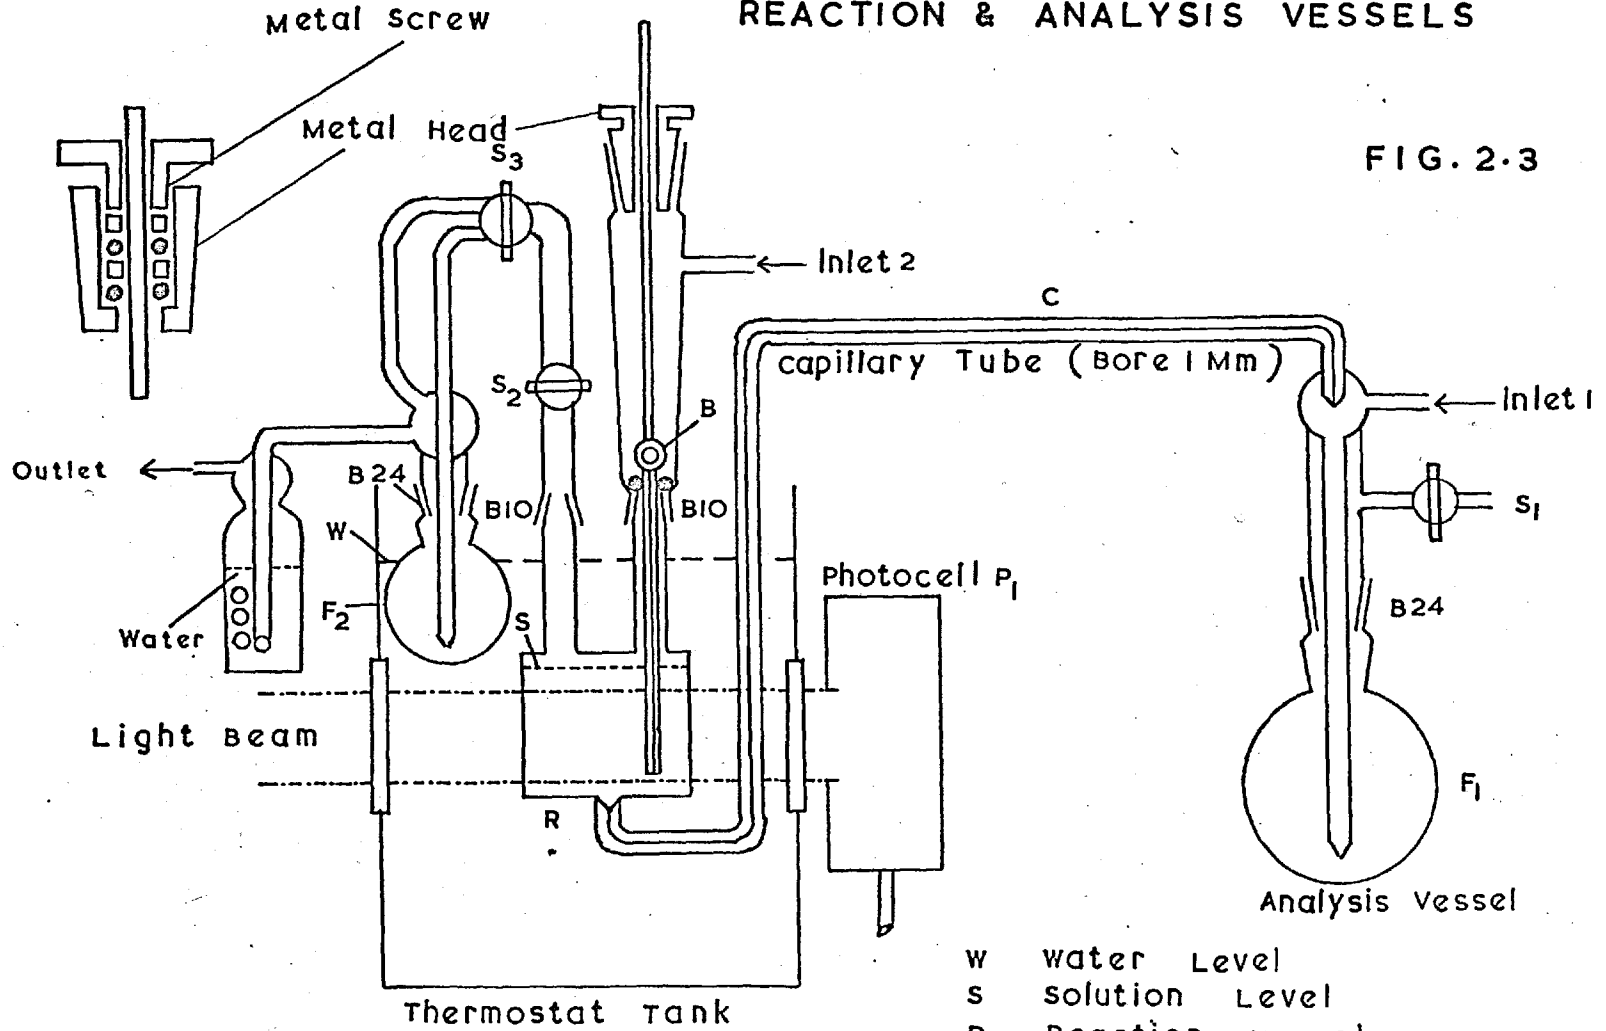 REACTION & ANALYSIS VESSELS
Metal Screw
Metal Head
FIG. 2.3
S3
Inlet 2
C
Capillary Tube (Bore 1 Mm)
S2
B
Inlet 1
Outlet
B24
B10
B10
S1
W
Photocell P1
F2
S
B24
Water
Light Beam
F1
R
Analysis Vessel
W Water Level
S Solution Level
Thermostat Tank